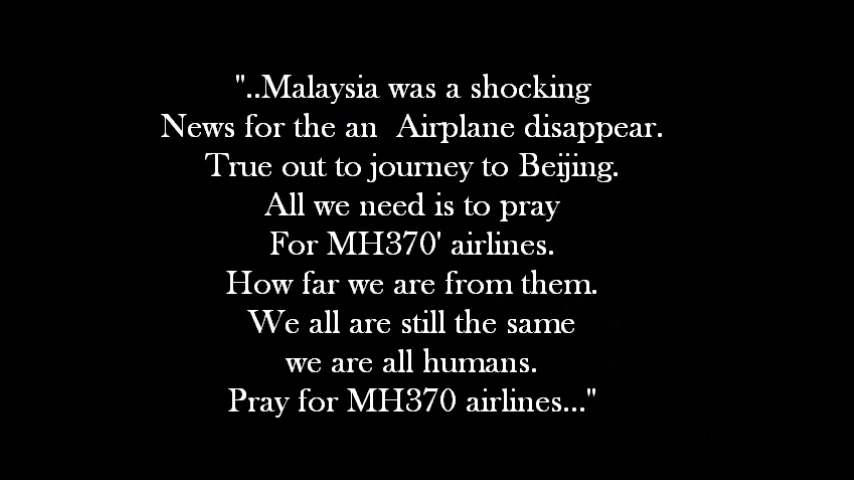 "..Malaysia was a shocking
News for the an Airplane disappear.
True out to journey to Beijing.
All we need is to pray
For MH370' airlines.
How far we are from them.
We all are still the same
we are all humans.
Pray for MH370 airlines..."